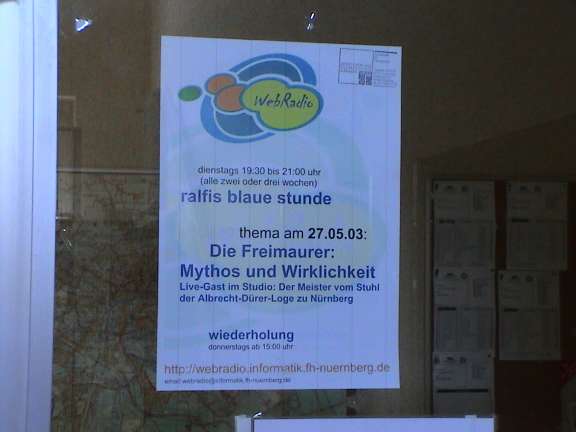 WebRadio
dienstags 19:30 bis 21:00 uhr
(alle zwei oder drei wochen)
ralfis blaue stunde
thema am 27.05.03:
Die Freimaurer:
Mythos und Wirklichkeit
Live-Gast im Studio: Der Meister vom Stuhl
der Albrecht-Dürer-Loge zu Nürnberg
wiederholung
donnerstags ab 15:00 uhr
http://webradio.informatik.fh-nuernberg.de
email:webradio@informatik.fh-nuernberg.de